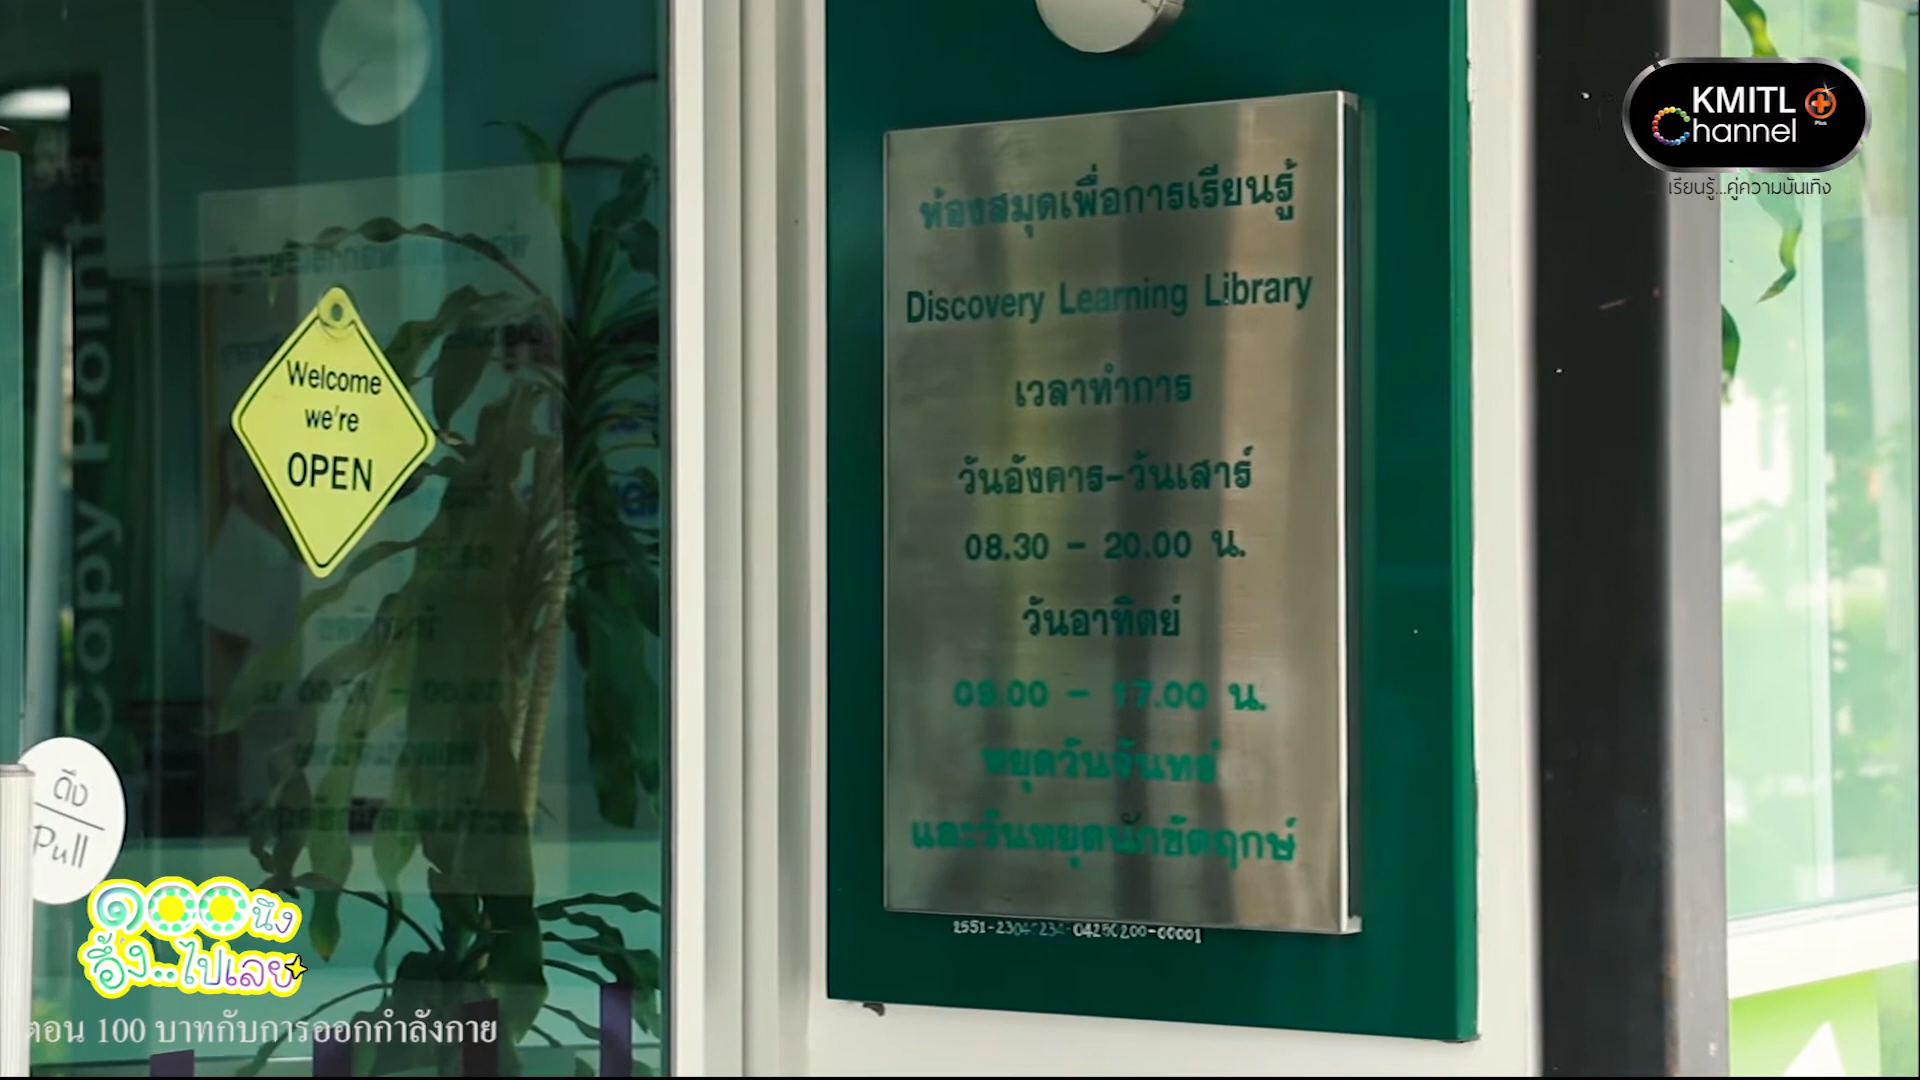 KMITL
Channel
Plus
เรียนรู้...คู่ความบันเทิง
ห้องสมุดเพื่อการเรียนรู้
Discovery Learning Library
เวลาทำการ
วันอังคาร-วันเสาร์
08.30 - 20.00 น.
วันอาทิตย์
09.00 - 17.00 น.
หยุดวันจันทร์
และวันหยุดนักขัตฤกษ์
Welcome
we're
OPEN
Copy Point
ดึง
Pull
๑๐๐นึง
อึ้ง...ไปเลย
ตอน 100 บาทกับการออกกำลังกาย